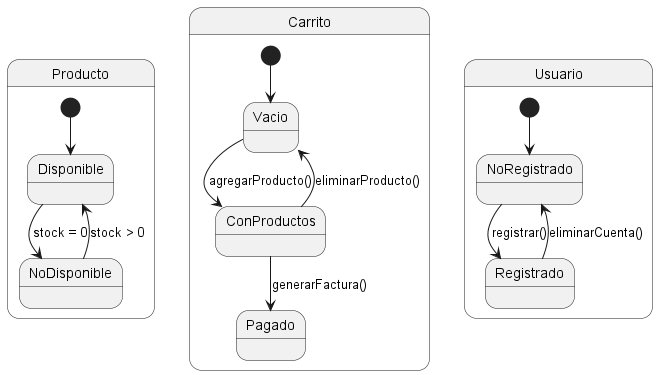 Producto
Disponible
stock = 0
stock > 0
NoDisponible
Carrito
Vacio
agregarProducto()
eliminarProducto()
ConProductos
generarFactura()
Pagado
Usuario
NoRegistrado
registrar()
eliminarCuenta()
Registrado